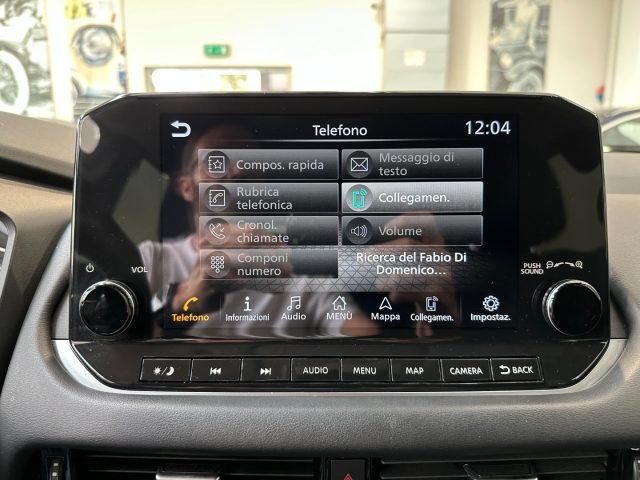 Telefono
12:04
Compos. rapida
Messaggio di
testo
Rubrica
telefonica
Collegamen.
Cronol.
chiamate
Volume
Componi
numero
Ricerca del Fabio Di
Domenico...
VOL
PUSH
SOUND
Telefono
Informazioni
Audio
MENÙ
Mappa
Collegamen.
Impostaz.
AUDIO
MENU
MAP
CAMERA
BACK